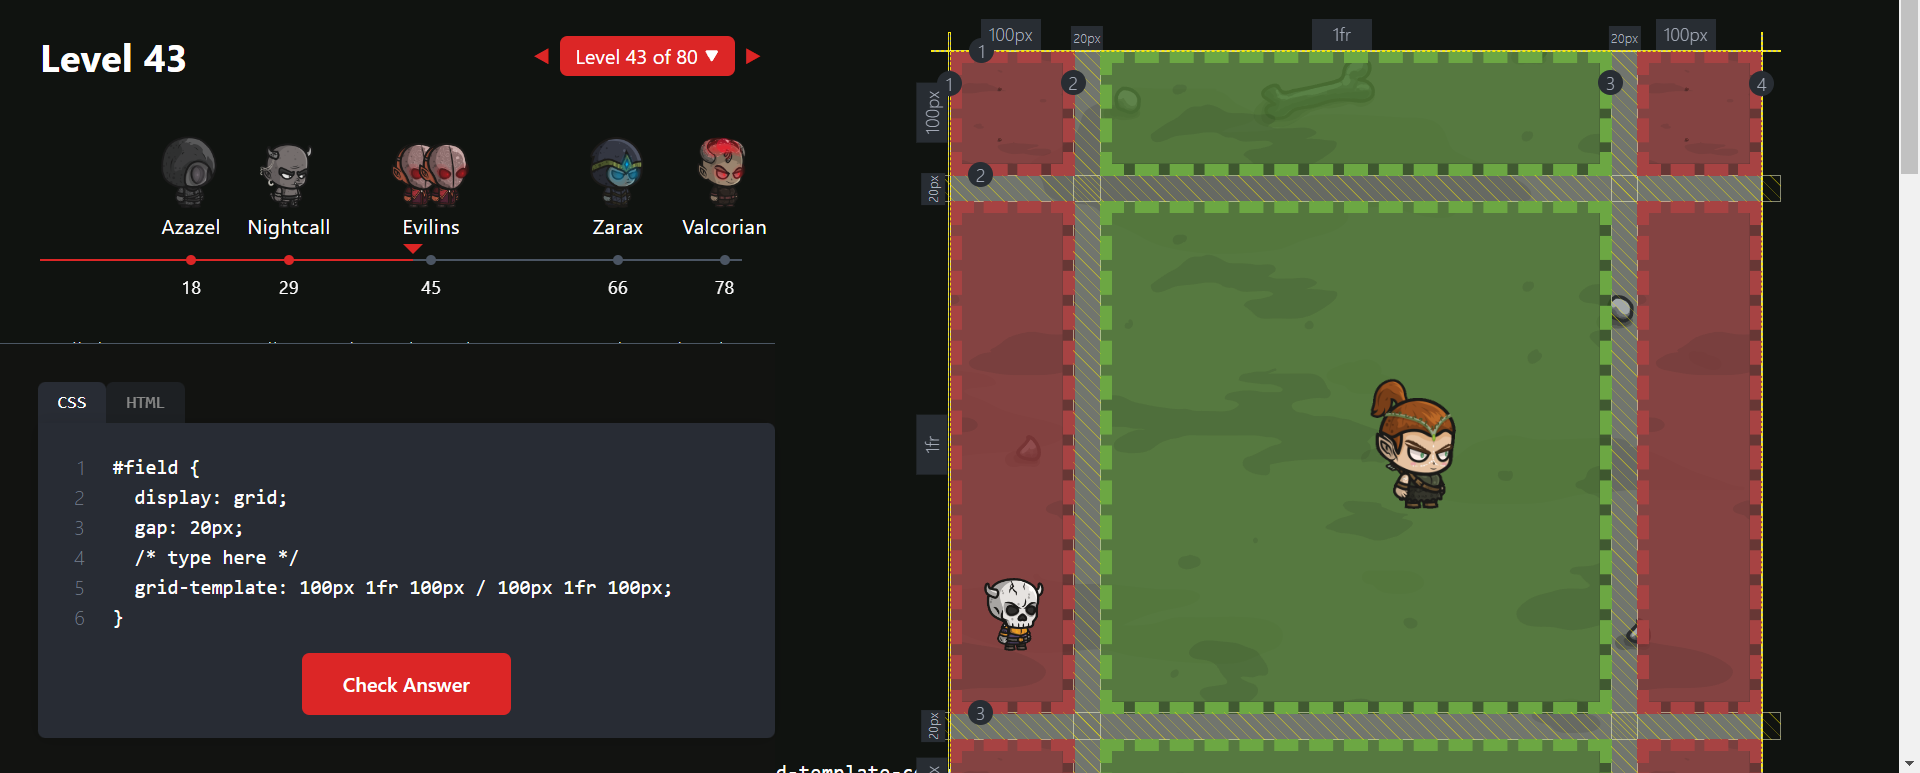 Level 43
Level 43 of 80 ▼
Azazel
Nightcall
Evilins
Zarax
Valcorian
18
29
45
66
78
CSS
HTML
1 #field {
2 display: grid;
3 gap: 20px;
4 /* type here */
5 grid-template: 100px 1fr 100px / 100px 1fr 100px;
6 }
Check Answer
100px
20px
1fr
20px
100px
1
1
2
3
4
100px
2
20px
1fr
3
20px